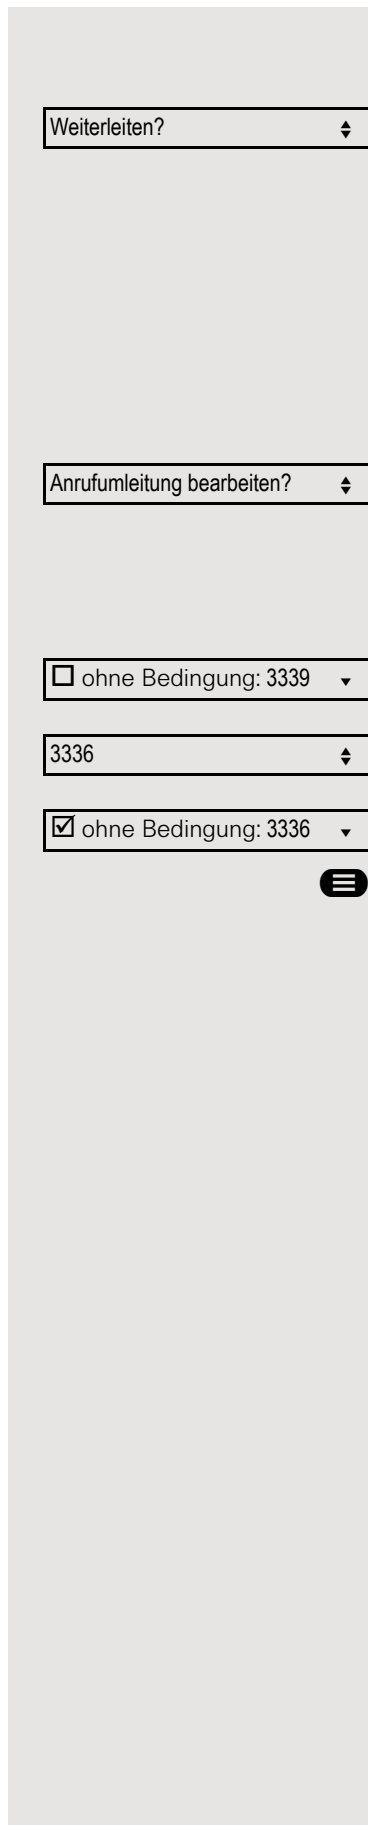 Weiterleiten?
Anrufumleitung bearbeiten?
☐ ohne Bedingung: 3339
3336
☑ ohne Bedingung: 3336